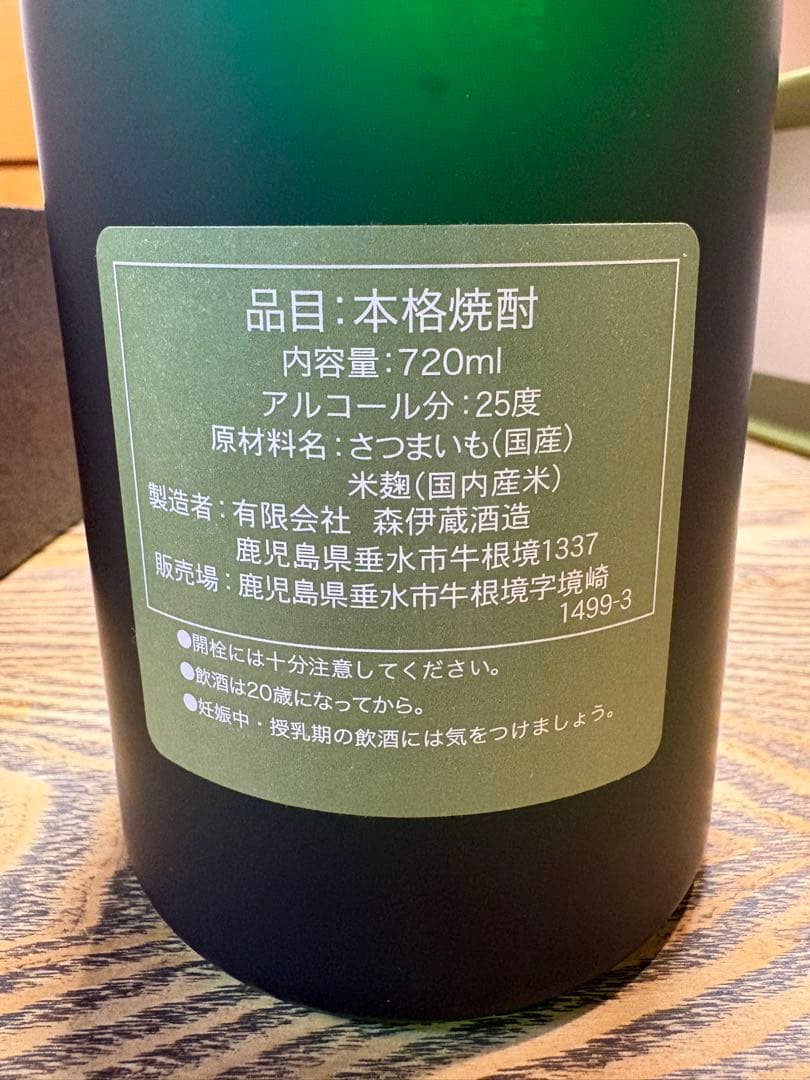 品目:本格焼酎
内容量:720ml
アルコール分:25度
原材料名:さつまいも(国産)
米麹(国内産米)
製造者:有限会社 森伊蔵酒造
鹿児島県垂水市牛根境1337
販売場:鹿児島県垂水市牛根境字境崎
1499-3
●開栓には十分注意してください。
●飲酒は20歳になってから。
●妊娠中・授乳期の飲酒には気をつけましょう。